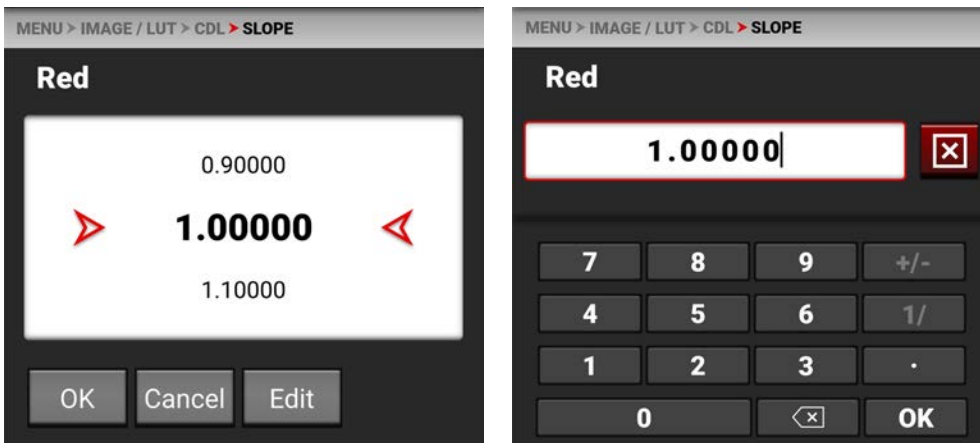 MENU > IMAGE / LUT > CDL > SLOPE
Red
0.90000
1.00000
1.10000
OK Cancel Edit
MENU > IMAGE / LUT > CDL > SLOPE
Red
1.00000
7 8 9 +/-
4 5 6 1/
1 2 3 .
0 OK